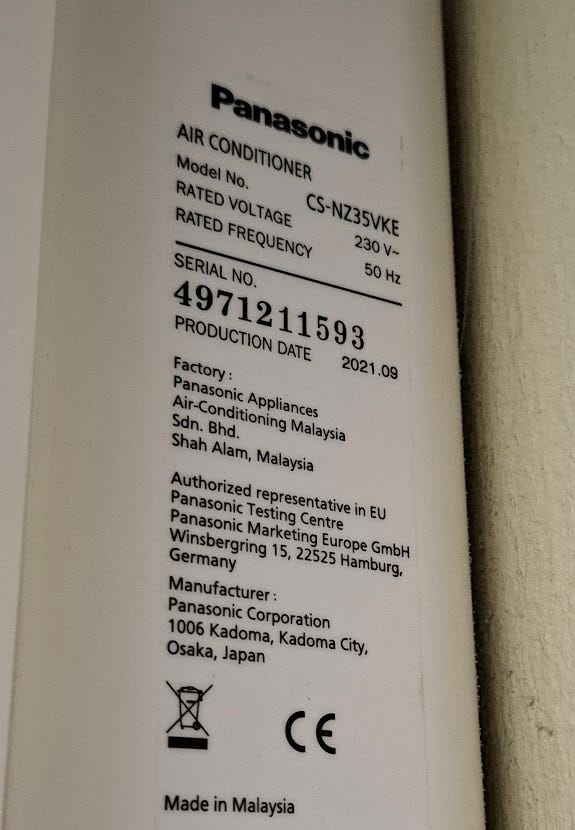 Panasonic
AIR CONDITIONER
Model No. CS-NZ35VKE
RATED VOLTAGE 230 V~
RATED FREQUENCY 50 Hz
SERIAL NO.
4971211593
PRODUCTION DATE 2021.09
Factory :
Panasonic Appliances
Air-Conditioning Malaysia
Sdn. Bhd.
Shah Alam, Malaysia
Authorized representative in EU
Panasonic Testing Centre
Panasonic Marketing Europe GmbH
Winsbergring 15, 22525 Hamburg,
Germany
Manufacturer :
Panasonic Corporation
1006 Kadoma, Kadoma City,
Osaka, Japan
CE
Made in Malaysia